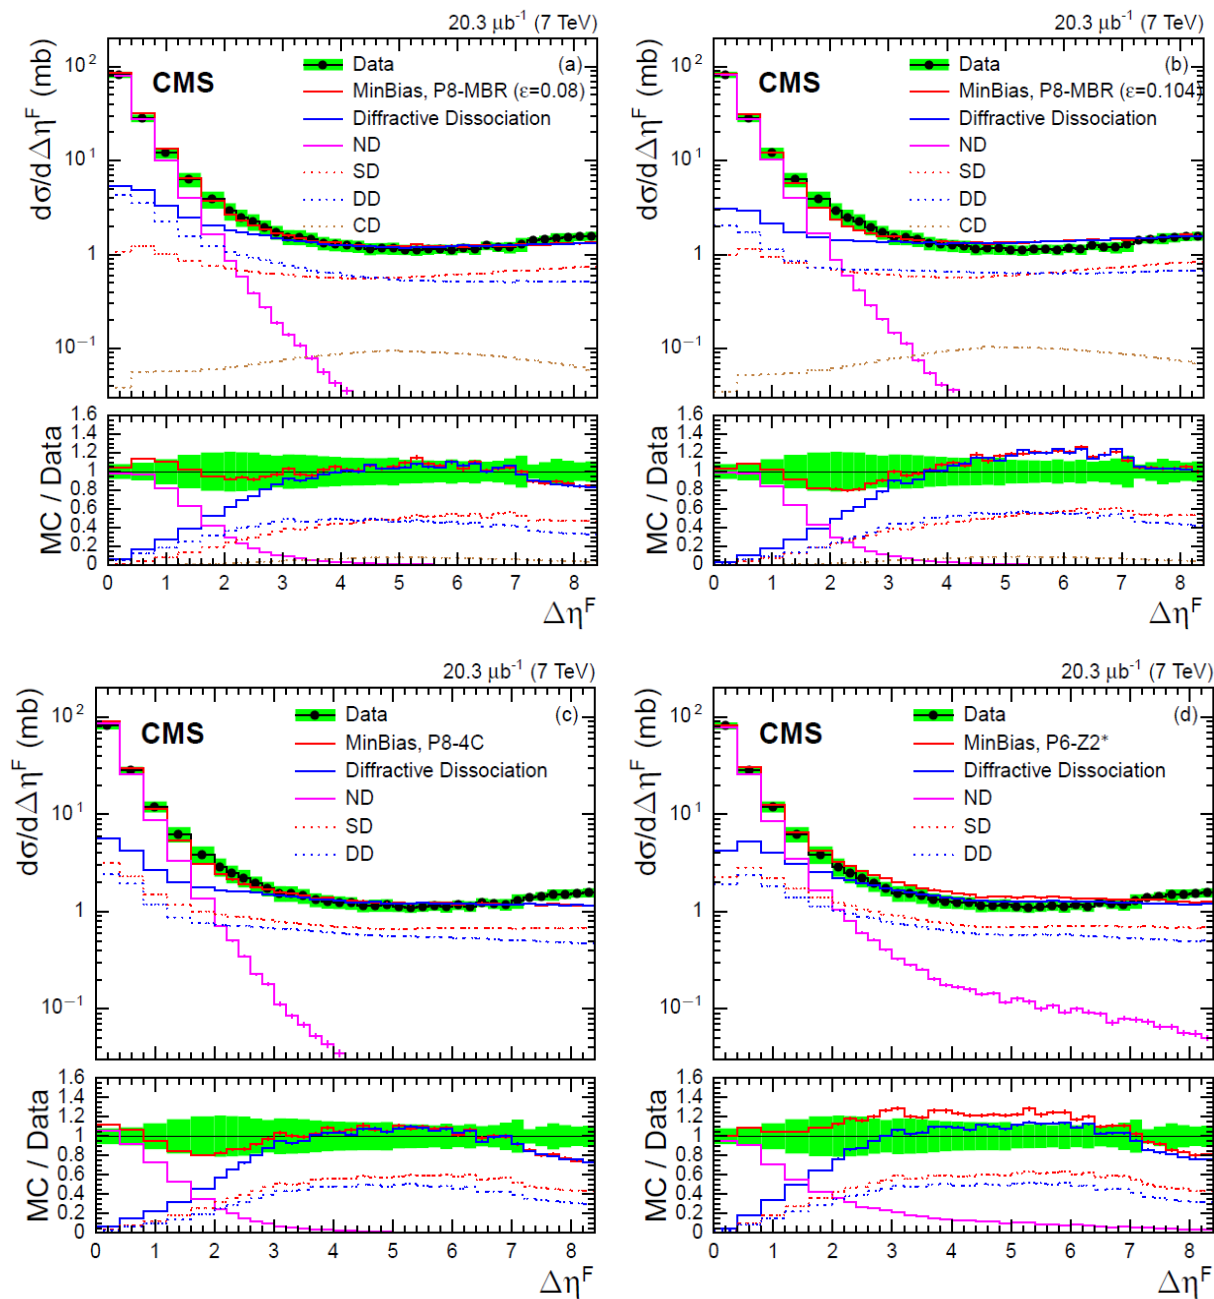 20.3 μb⁻¹ (7 TeV)
dσ/dΔη^F (mb)
10²
10
1
10⁻¹
CMS
(a)
Data
MinBias, P8-MBR (ε=0.08)
Diffractive Dissociation
ND
SD
DD
CD
MC / Data
1.6
1.4
1.2
1
0.8
0.6
0.4
0.2
0
0 1 2 3 4 5 6 7 8
Δη^F
20.3 μb⁻¹ (7 TeV)
dσ/dΔη^F (mb)
10²
10
1
10⁻¹
CMS
(b)
Data
MinBias, P8-MBR (ε=0.104)
Diffractive Dissociation
ND
SD
DD
CD
MC / Data
1.6
1.4
1.2
1
0.8
0.6
0.4
0.2
0
0 1 2 3 4 5 6 7 8
Δη^F
20.3 μb⁻¹ (7 TeV)
dσ/dΔη^F (mb)
10²
10
1
10⁻¹
CMS
(c)
Data
MinBias, P8-4C
Diffractive Dissociation
ND
SD
DD
MC / Data
1.6
1.4
1.2
1
0.8
0.6
0.4
0.2
0
0 1 2 3 4 5 6 7 8
Δη^F
20.3 μb⁻¹ (7 TeV)
dσ/dΔη^F (mb)
10²
10
1
10⁻¹
CMS
(d)
Data
MinBias, P6-Z2*
Diffractive Dissociation
ND
SD
DD
MC / Data
1.6
1.4
1.2
1
0.8
0.6
0.4
0.2
0
0 1 2 3 4 5 6 7 8
Δη^F